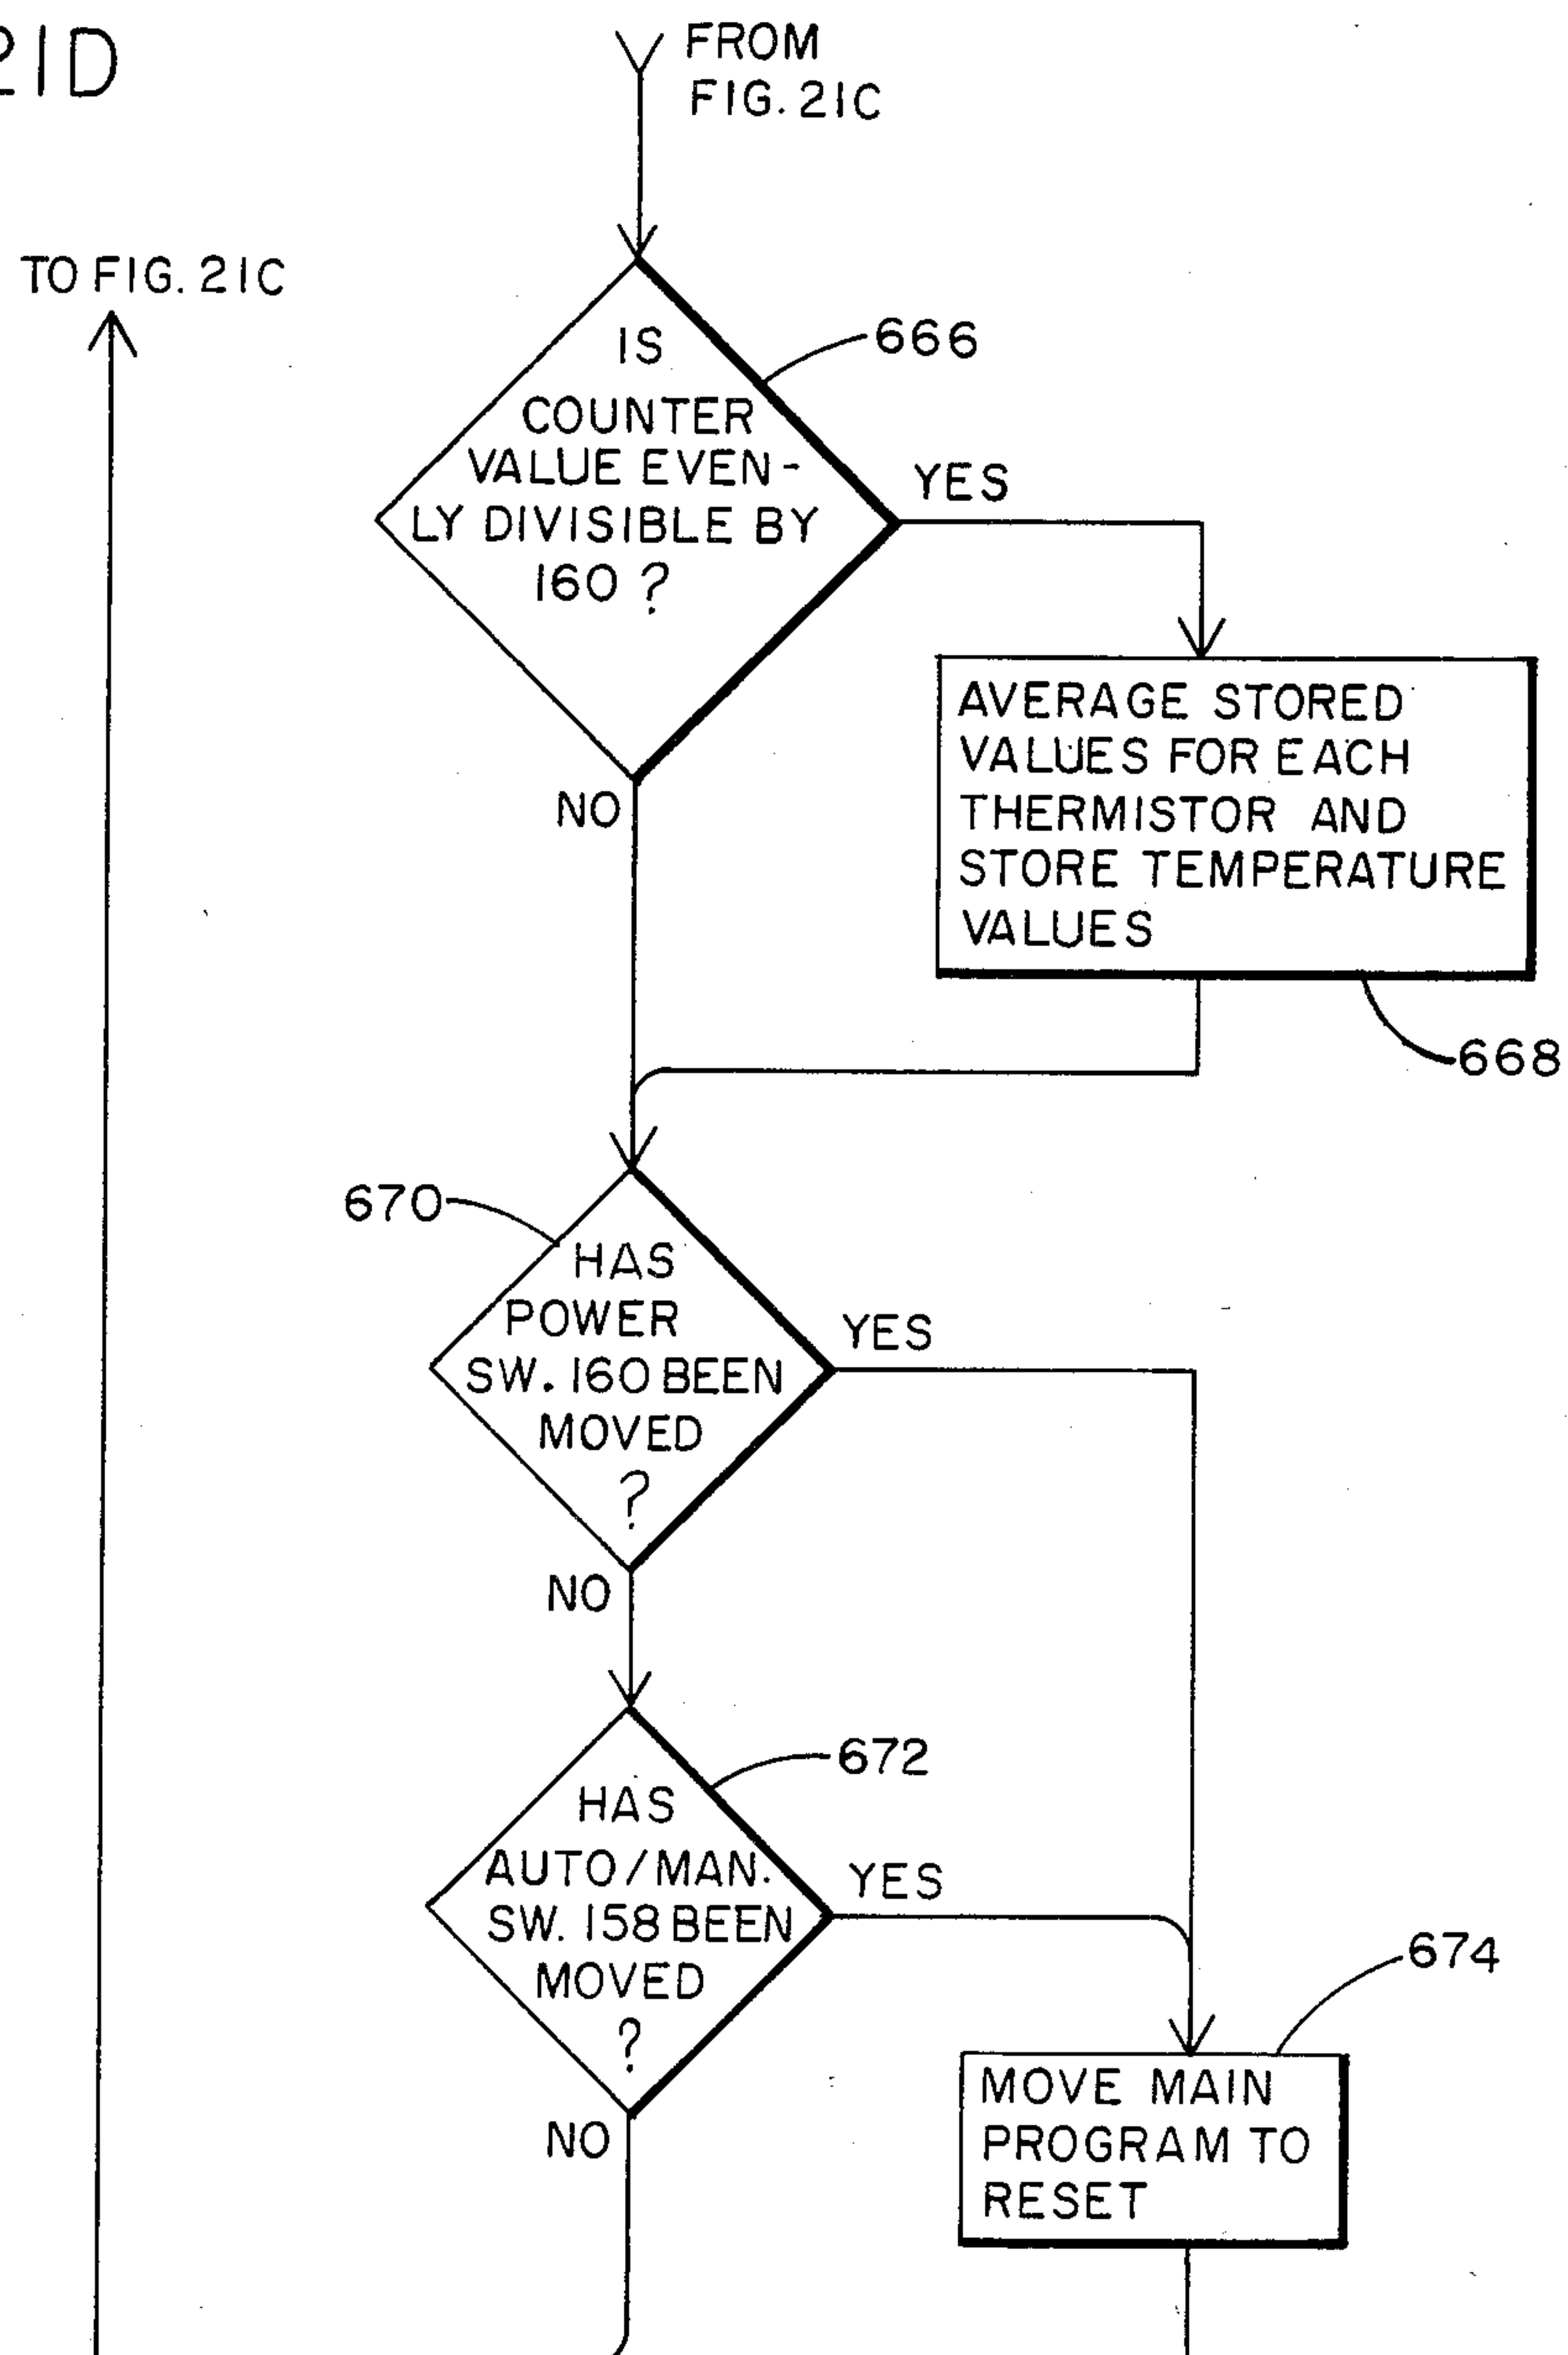 21D
FROM
FIG. 21C
TO FIG. 21C
IS
COUNTER
VALUE EVEN-
LY DIVISIBLE BY
160 ?
666
YES
NO
AVERAGE STORED
VALUES FOR EACH
THERMISTOR AND
STORE TEMPERATURE
VALUES
668
670
HAS
POWER
SW. 160 BEEN
MOVED
?
YES
NO
672
HAS
AUTO/MAN.
SW. 158 BEEN
MOVED
?
YES
NO
674
MOVE MAIN
PROGRAM TO
RESET